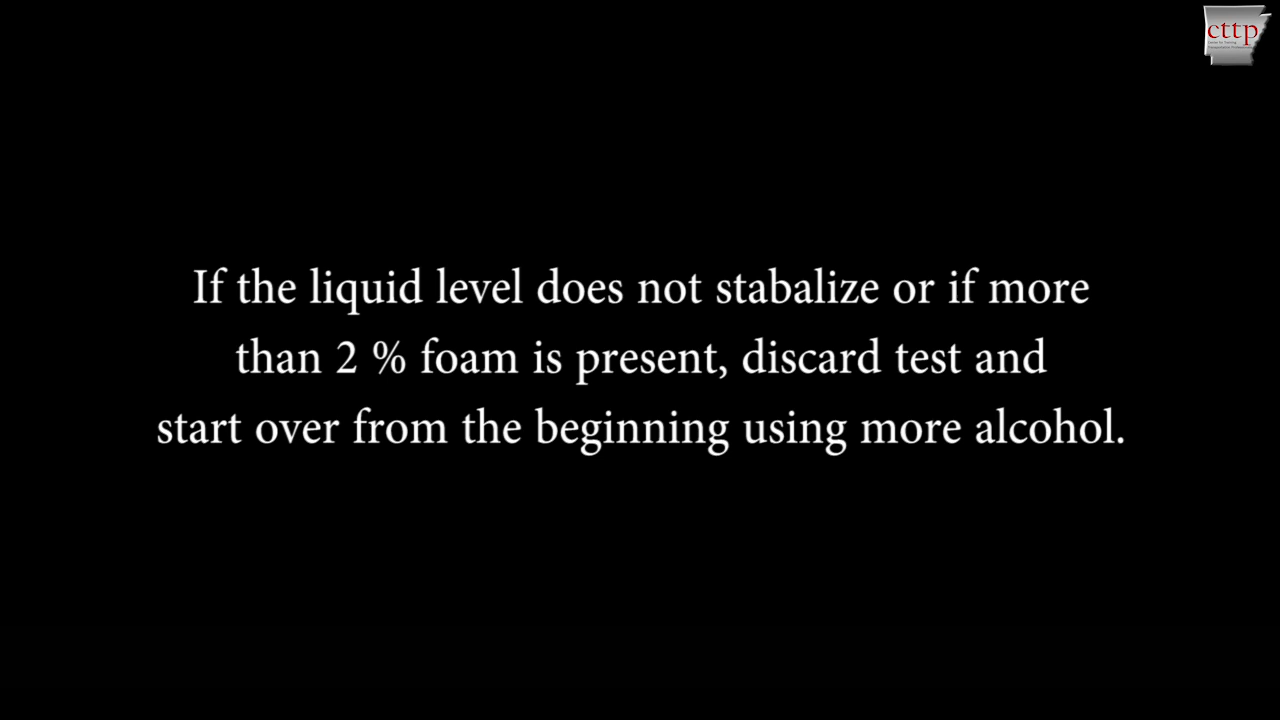 cttp
If the liquid level does not stabalize or if more
than 2 % foam is present, discard test and
start over from the beginning using more alcohol.